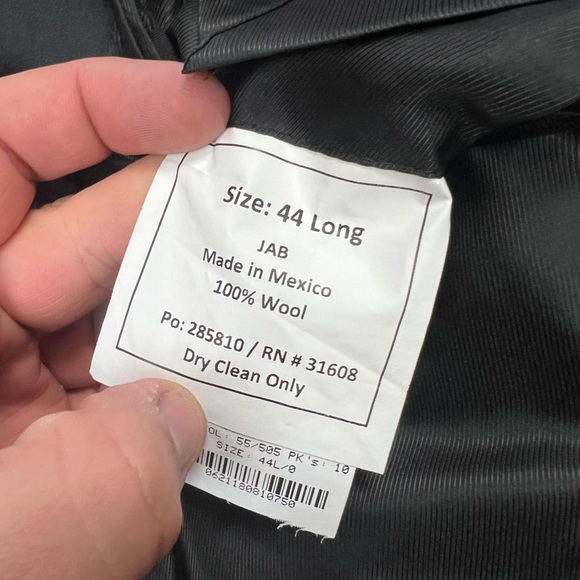 Size: 44 Long
JAB
Made in Mexico
100% Wool
Po: 285810 / RN # 31608
Dry Clean Only
OL: 55/505 PK's: 10
SIZE: 44L/0
0621180810750